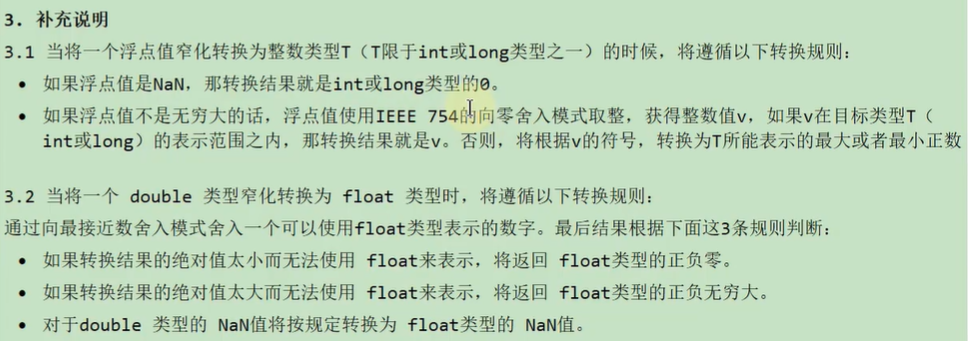 3. 补充说明
3.1 当将一个浮点值窄化转换为整数类型T（T限于int或long类型之一）的时候，将遵循以下转换规则：
• 如果浮点值是NaN，那转换结果就是int或long类型的0。
• 如果浮点值不是无穷大的话，浮点值使用IEEE 754的向零舍入模式取整，获得整数值v，如果v在目标类型T（
int或long）的表示范围之内，那转换结果就是v。否则，将根据v的符号，转换为T所能表示的最大或者最小正数
3.2 当将一个 double 类型窄化转换为 float 类型时，将遵循以下转换规则：
通过向最接近数舍入模式舍入一个可以使用float类型表示的数字。最后结果根据下面这3条规则判断：
• 如果转换结果的绝对值太小而无法使用 float来表示，将返回 float类型的正负零。
• 如果转换结果的绝对值太大而无法使用 float来表示，将返回 float类型的正负无穷大。
• 对于double 类型的 NaN值将按规定转换为 float类型的 NaN值。